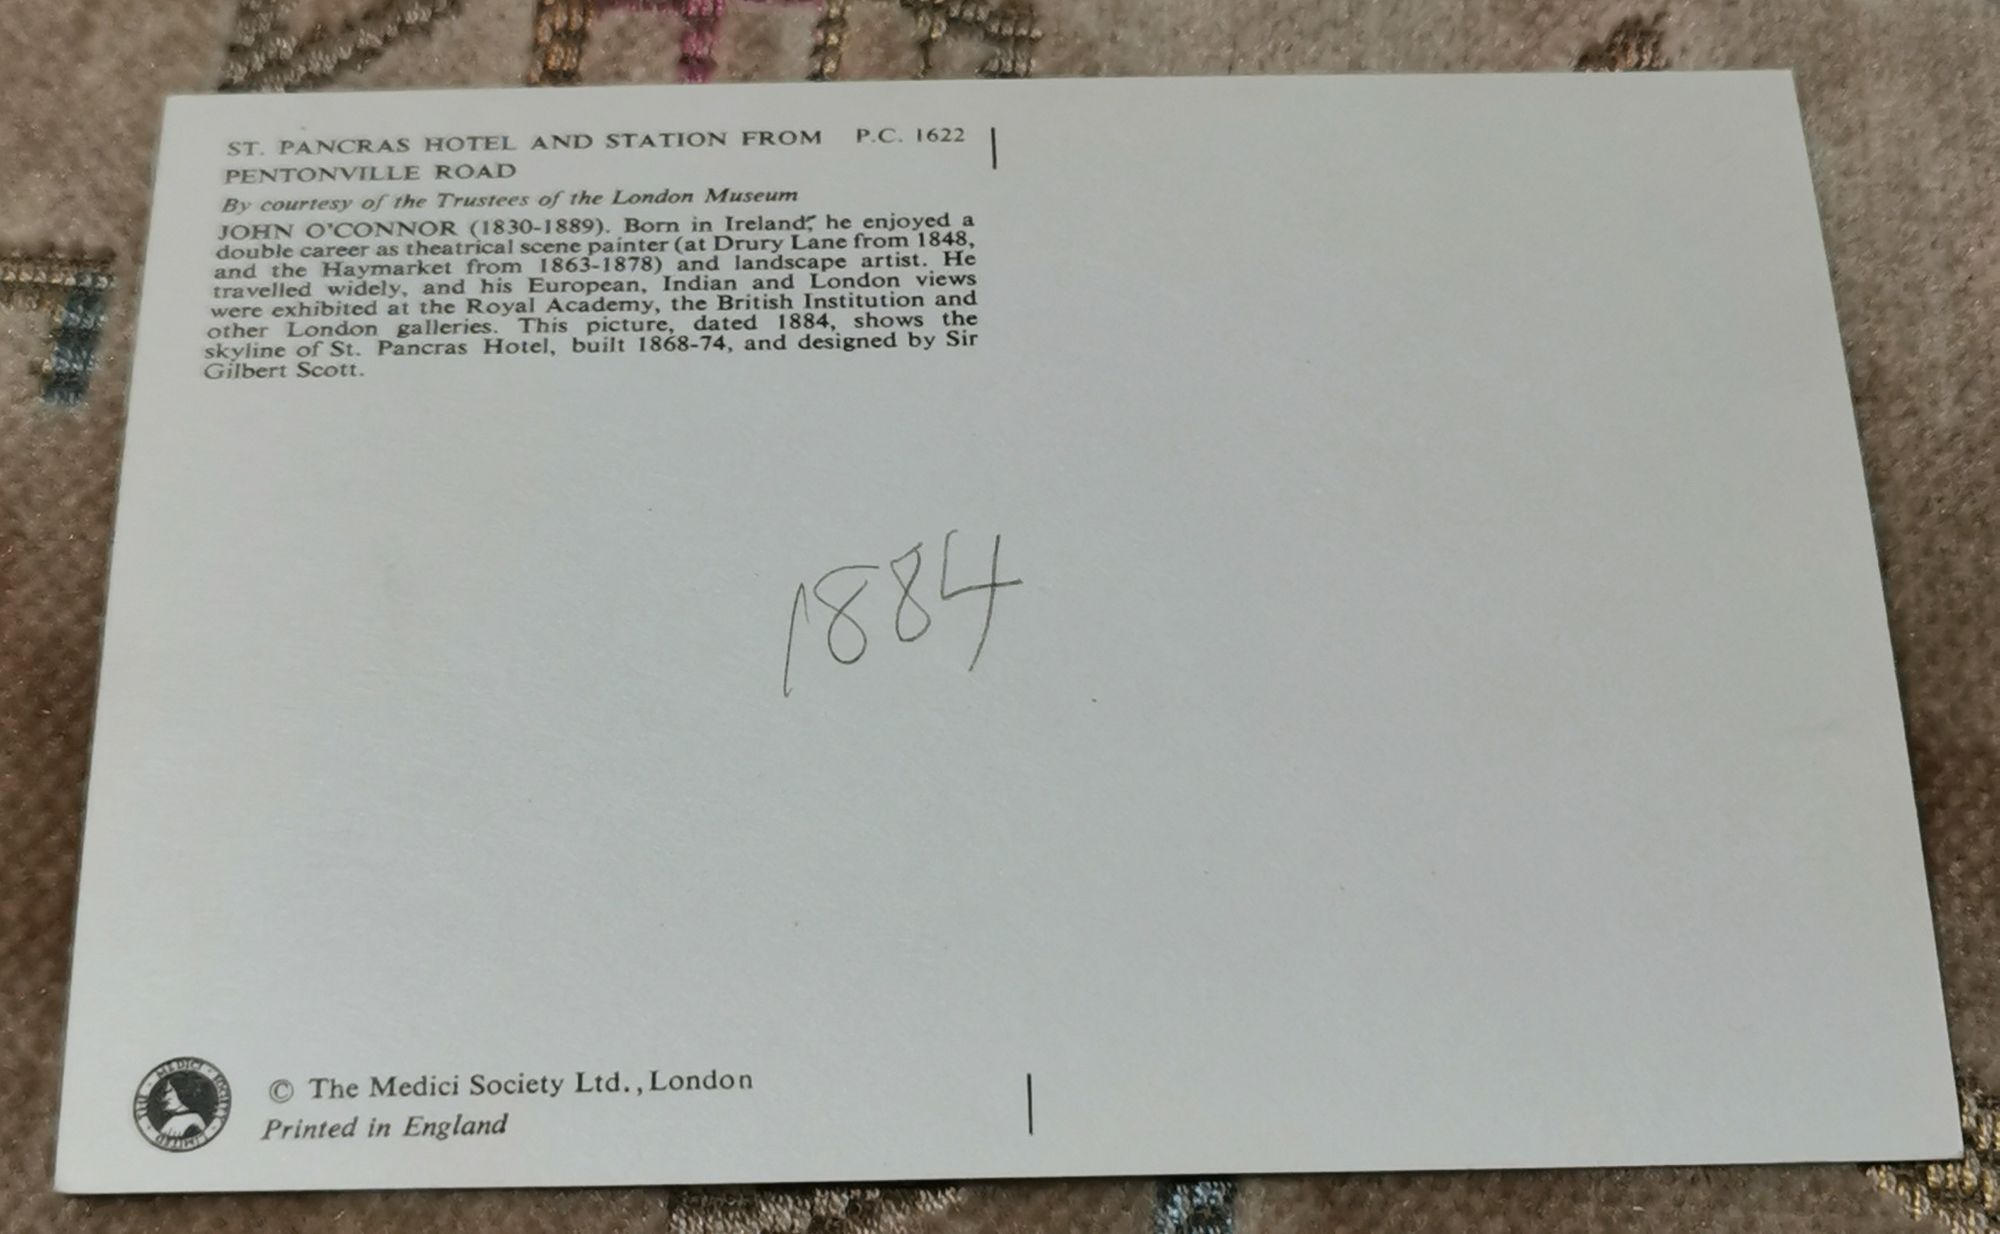 ST. PANCRAS HOTEL AND STATION FROM P.C. 1622
PENTONVILLE ROAD
By courtesy of the Trustees of the London Museum
JOHN O'CONNOR (1830-1889). Born in Ireland, he enjoyed a
double career as theatrical scene painter (at Drury Lane from 1848,
and the Haymarket from 1863-1878) and landscape artist. He
travelled widely, and his European, Indian and London views
were exhibited at the Royal Academy, the British Institution and
other London galleries. This picture, dated 1884, shows the
skyline of St. Pancras Hotel, built 1868-74, and designed by Sir
Gilbert Scott.
1884
THE MEDICI SOCIETY LIMITED
© The Medici Society Ltd., London
Printed in England